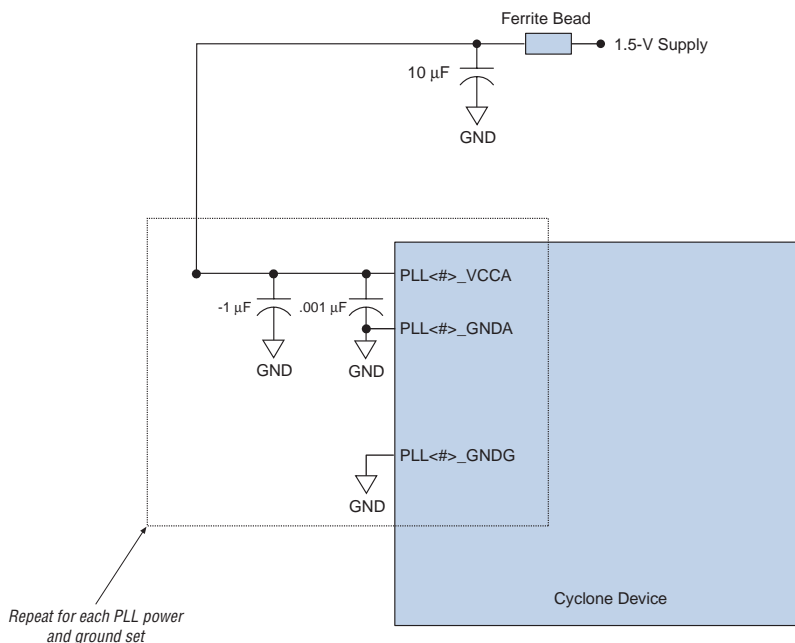 Ferrite Bead
1.5-V Supply
10 μF
GND
PLL<#>_VCCA
-1 μF
.001 μF
PLL<#>_GNDA
GND
GND
PLL<#>_GNDG
GND
Cyclone Device
Repeat for each PLL power
and ground set